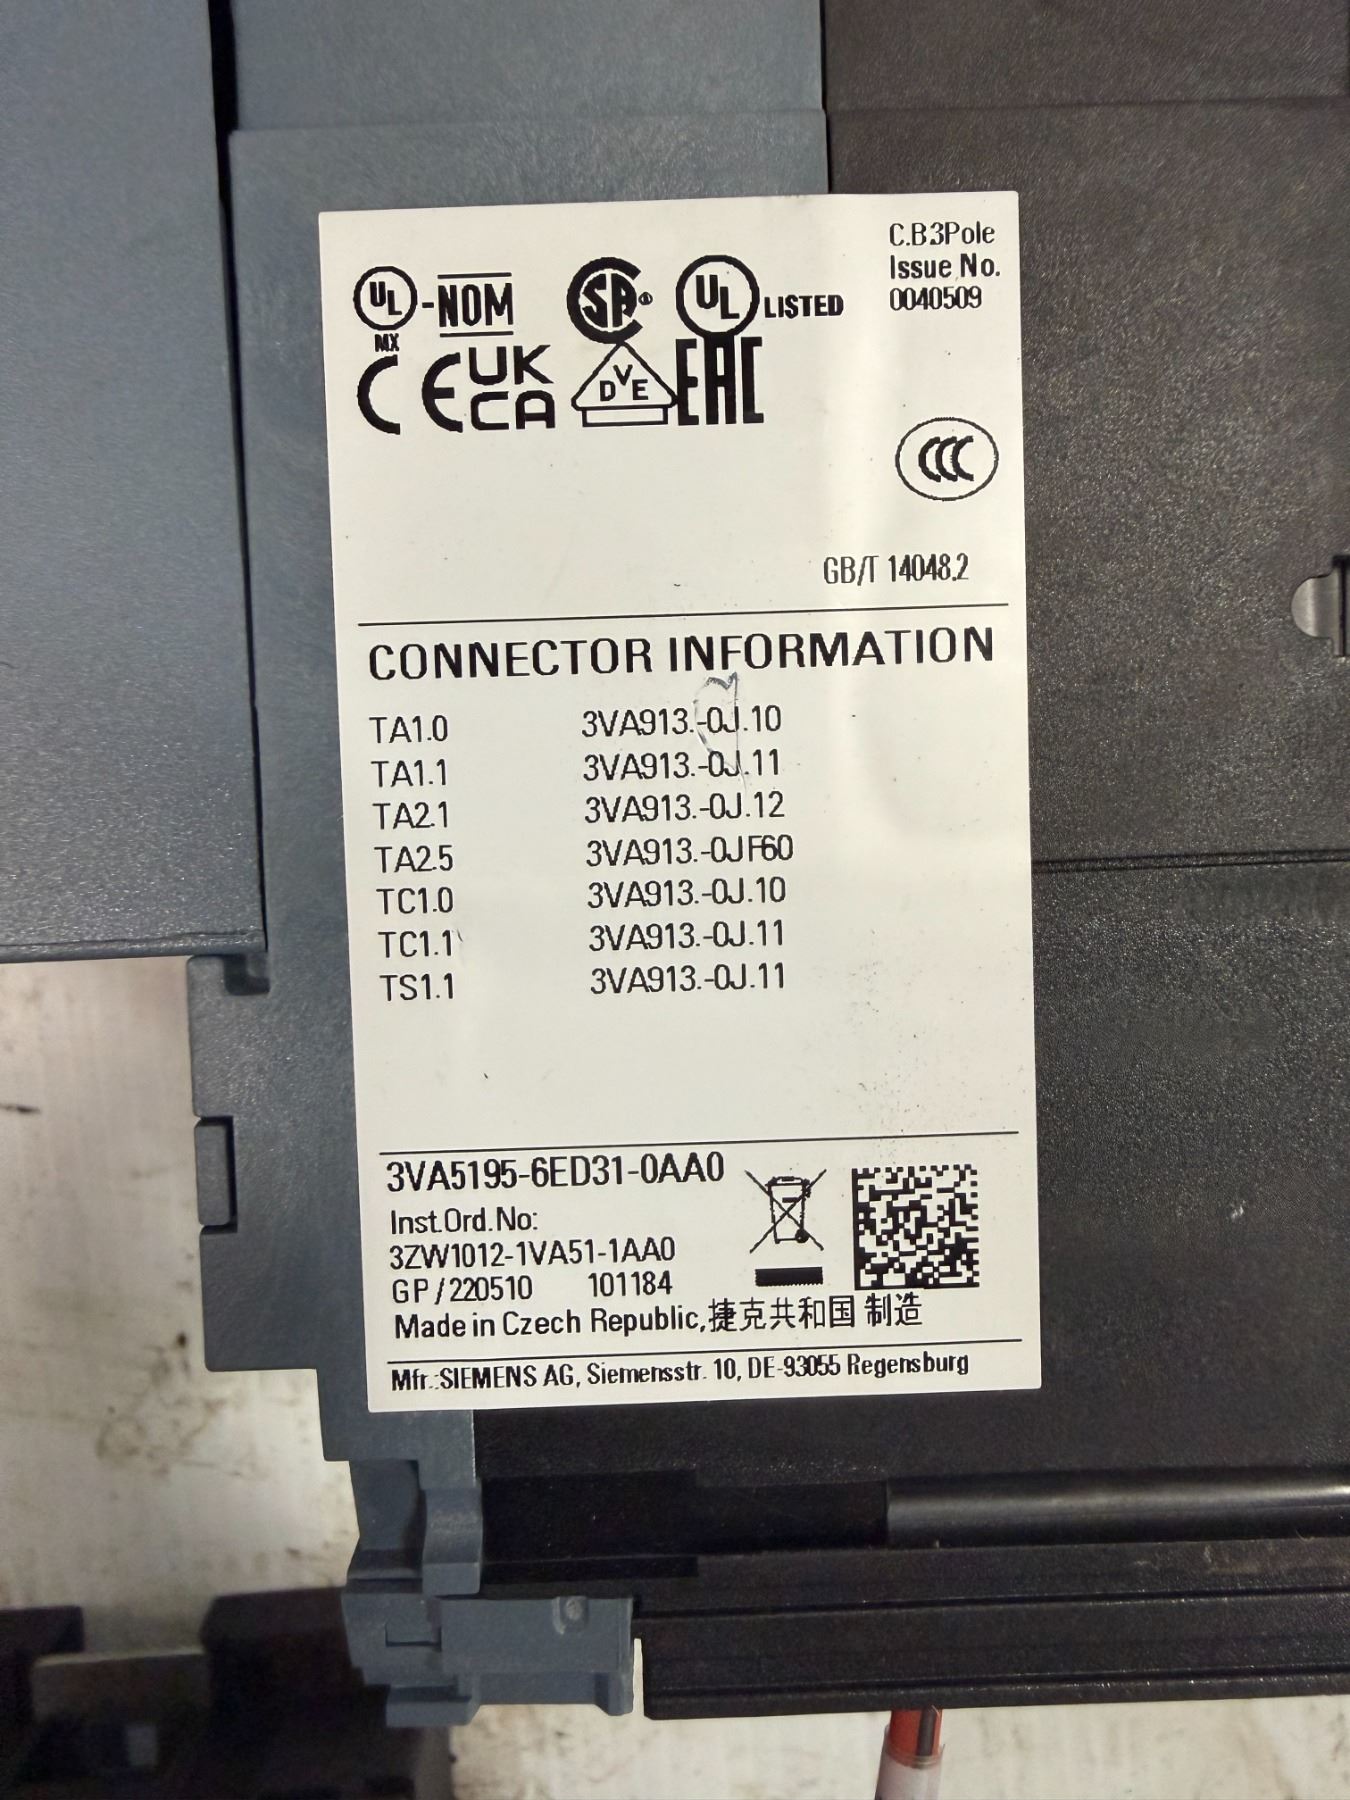 C.B 3Pole
Issue No.
0040509
UL MX -NOM SA® UL LISTED
CE UK CA DVE EAC
CCC
GB/T 14048.2
CONNECTOR INFORMATION
TA1.0 3VA913.-0J.10
TA1.1 3VA913.-0J.11
TA2.1 3VA913.-0J.12
TA2.5 3VA913.-0JF60
TC1.0 3VA913.-0J.10
TC1.1 3VA913.-0J.11
TS1.1 3VA913.-0J.11
3VA5195-6ED31-0AA0
Inst.Ord.No:
3ZW1012-1VA51-1AA0
GP/220510 101184
Made in Czech Republic,捷克共和国 制造
Mfr.:SIEMENS AG, Siemensstr. 10, DE-93055 Regensburg